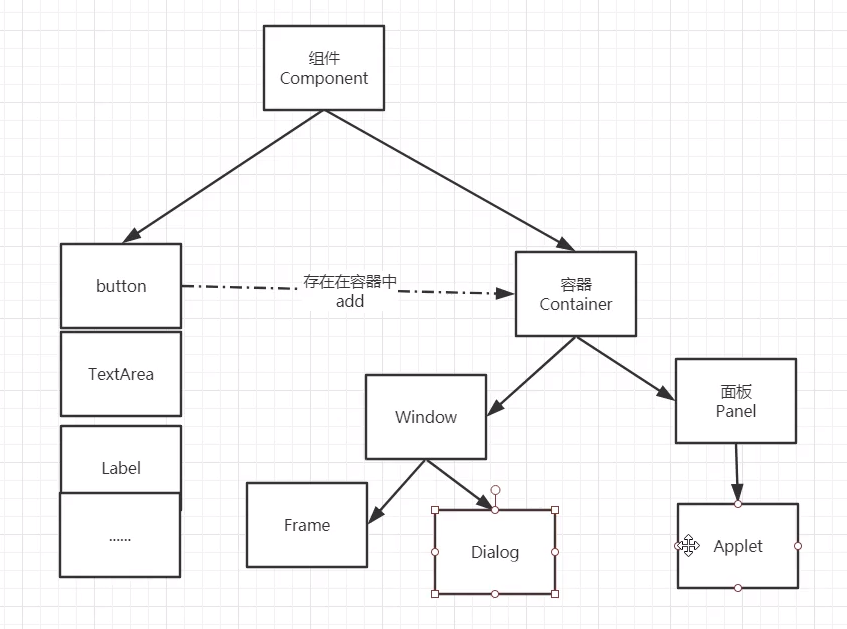 组件
Component
button
存在在容器中
add
容器
Container
TextArea
面板
Panel
Window
Label
Frame
......
Dialog
Applet